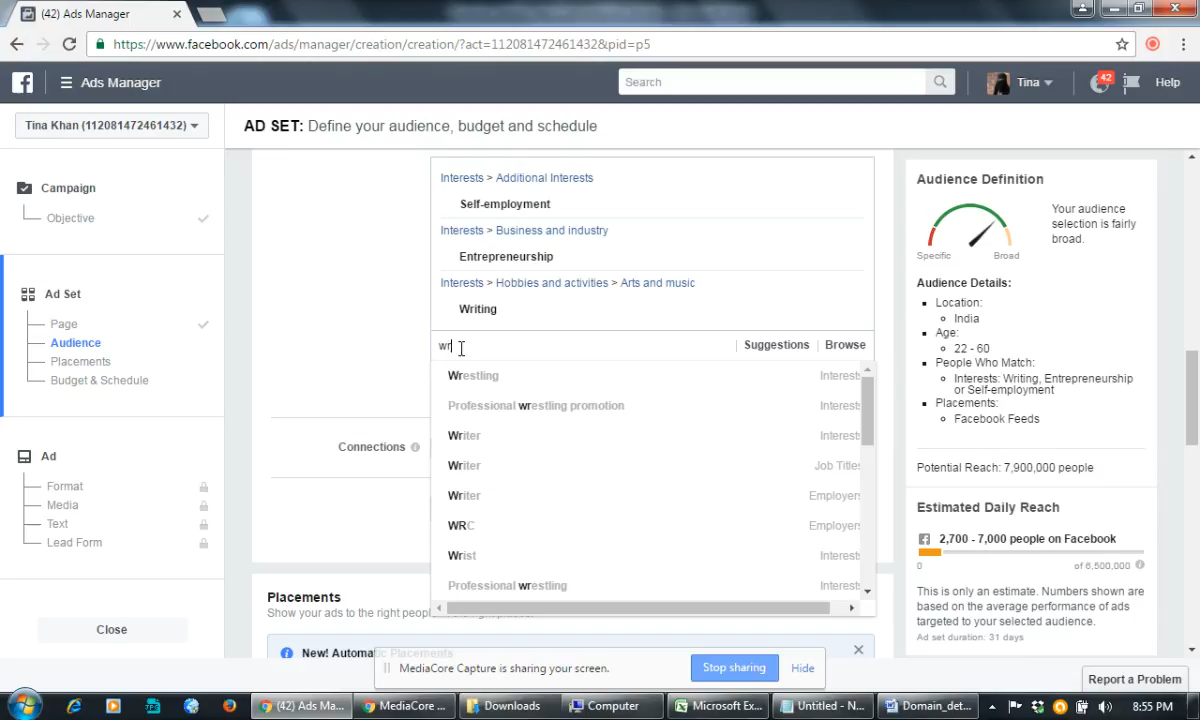 (42) Ads Manager
https://www.facebook.com/ads/manager/creation/creation/?act=112081472461432&pid=p5
Ads Manager
Search
Tina
42
Help
Tina Khan (112081472461432)
AD SET: Define your audience, budget and schedule
Campaign
Objective
Ad Set
Page
Audience
Placements
Budget & Schedule
Ad
Format
Media
Text
Lead Form
Close
Interests > Additional Interests
Self-employment
Interests > Business and industry
Entrepreneurship
Interests > Hobbies and activities > Arts and music
Writing
wr
Suggestions
Browse
Wrestling Interests
Professional wrestling promotion Interests
Writer Interests
Writer Job Titles
Writer Employers
WRC Employers
Wrist Interests
Professional wrestling Interests
Connections
Placements
Show your ads to the right peopl
New! Automatic Placements
Audience Definition
Your audience
selection is fairly
broad.
Specific
Broad
Audience Details:
Location:
India
Age:
22 - 60
People Who Match:
Interests: Writing, Entrepreneurship
or Self-employment
Placements:
Facebook Feeds
Potential Reach: 7,900,000 people
Estimated Daily Reach
2,700 - 7,000 people on Facebook
0
of 6,500,000
This is only an estimate. Numbers shown are
based on the average performance of ads
targeted to your selected audience.
Ad set duration: 31 days
Report a Problem
MediaCore Capture is sharing your screen.
Stop sharing
Hide
(42) Ads Ma...
MediaCore ...
Downloads
Computer
Microsoft Ex...
Untitled - N...
Domain_det...
8:55 PM